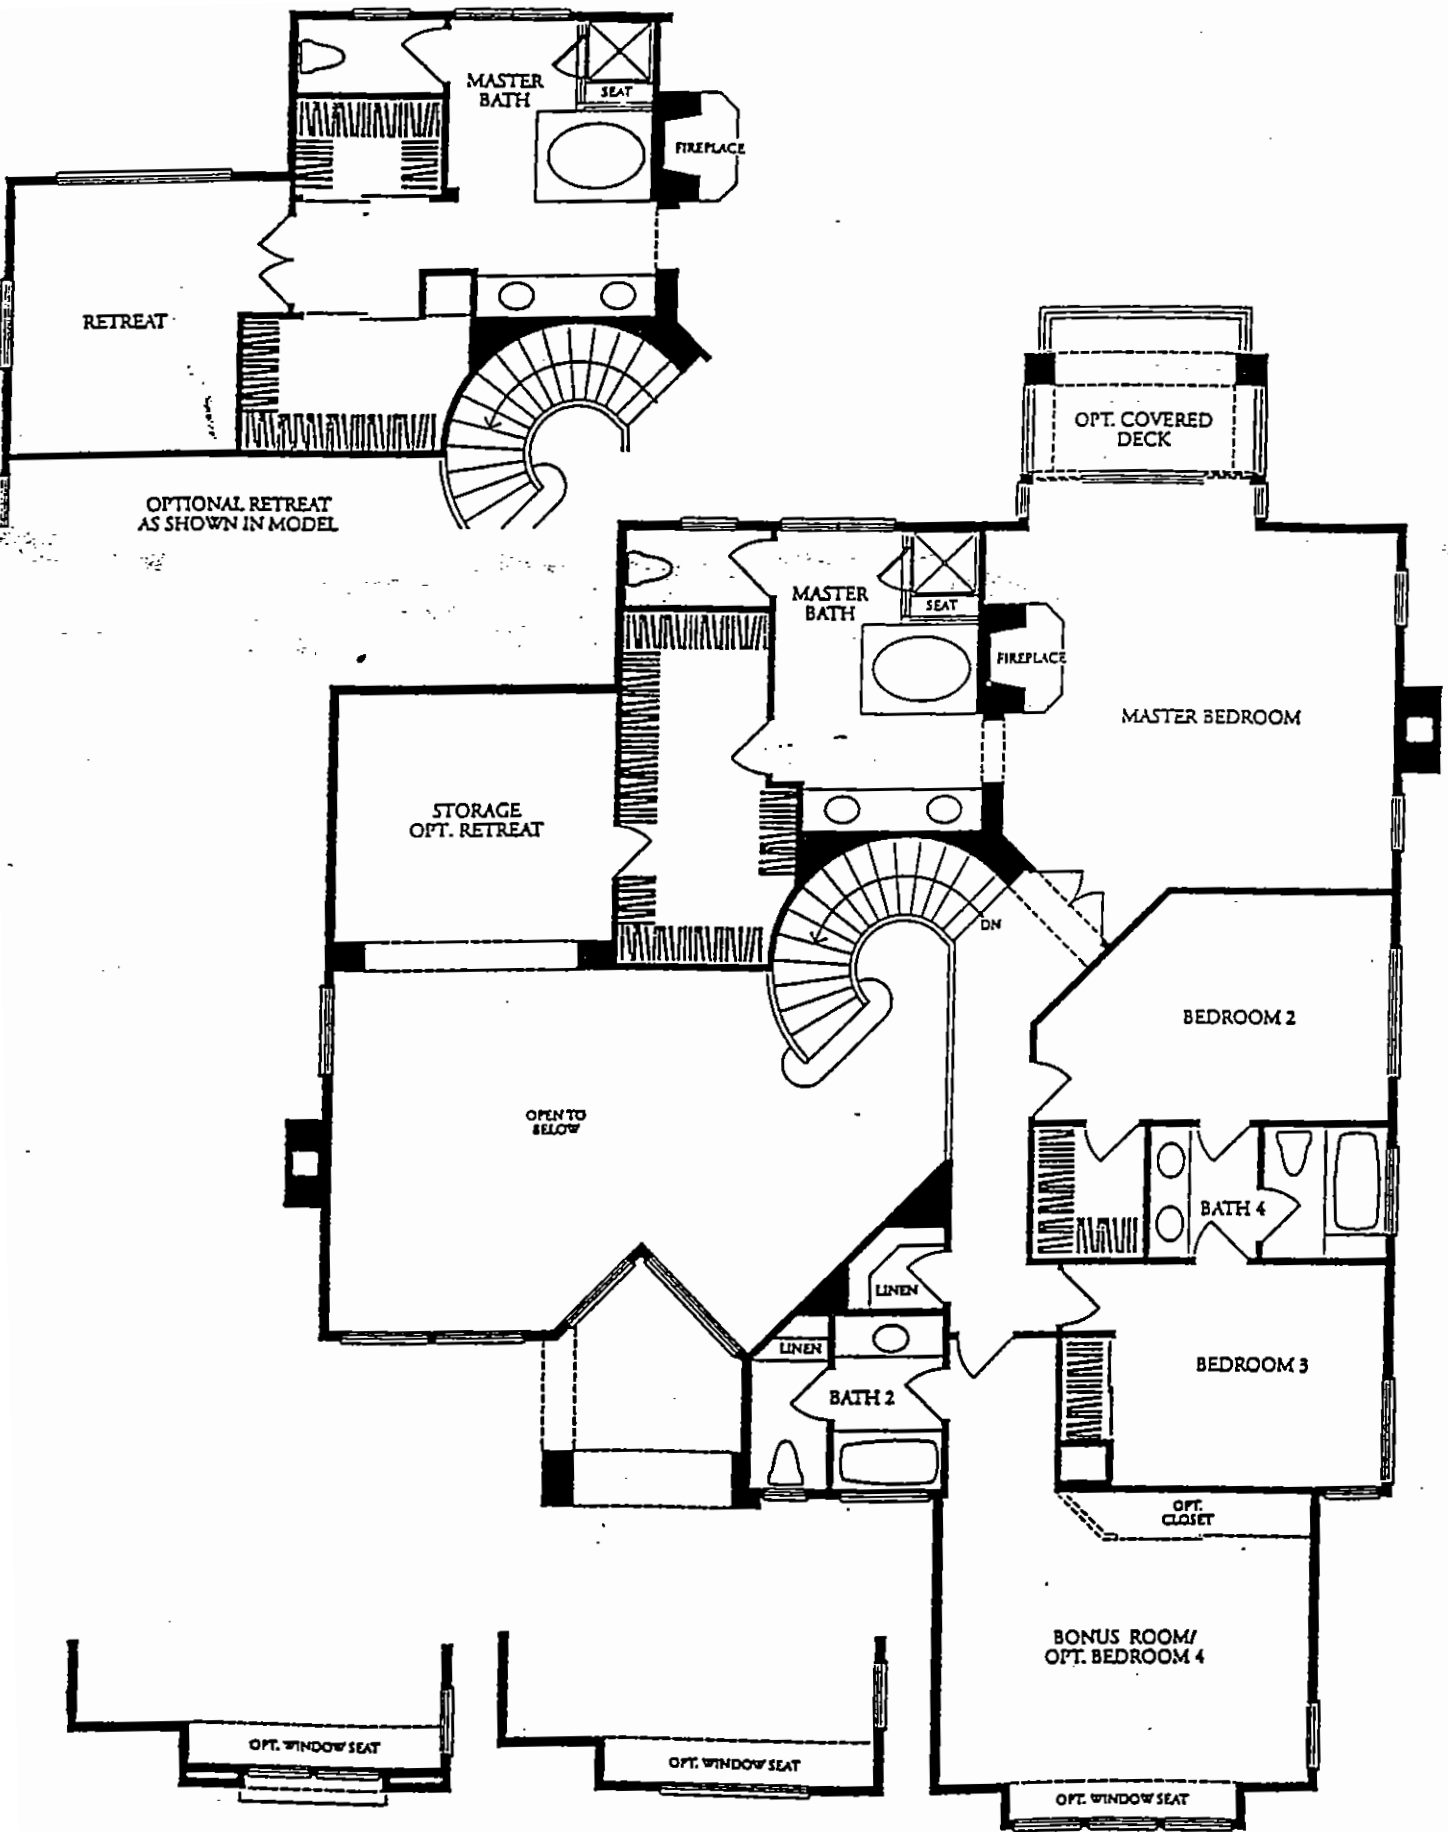 MASTER
BATH
SEAT
FIREPLACE
RETREAT
OPTIONAL RETREAT
AS SHOWN IN MODEL
OPT. COVERED
DECK
MASTER
BATH
SEAT
FIREPLACE
MASTER BEDROOM
STORAGE
OPT. RETREAT
DN
BEDROOM 2
OPEN TO
BELOW
BATH 4
LINEN
LINEN
BEDROOM 3
BATH 2
OPT.
CLOSET
BONUS ROOM/
OPT. BEDROOM 4
OPT. WINDOW SEAT
OPT. WINDOW SEAT
OPT. WINDOW SEAT